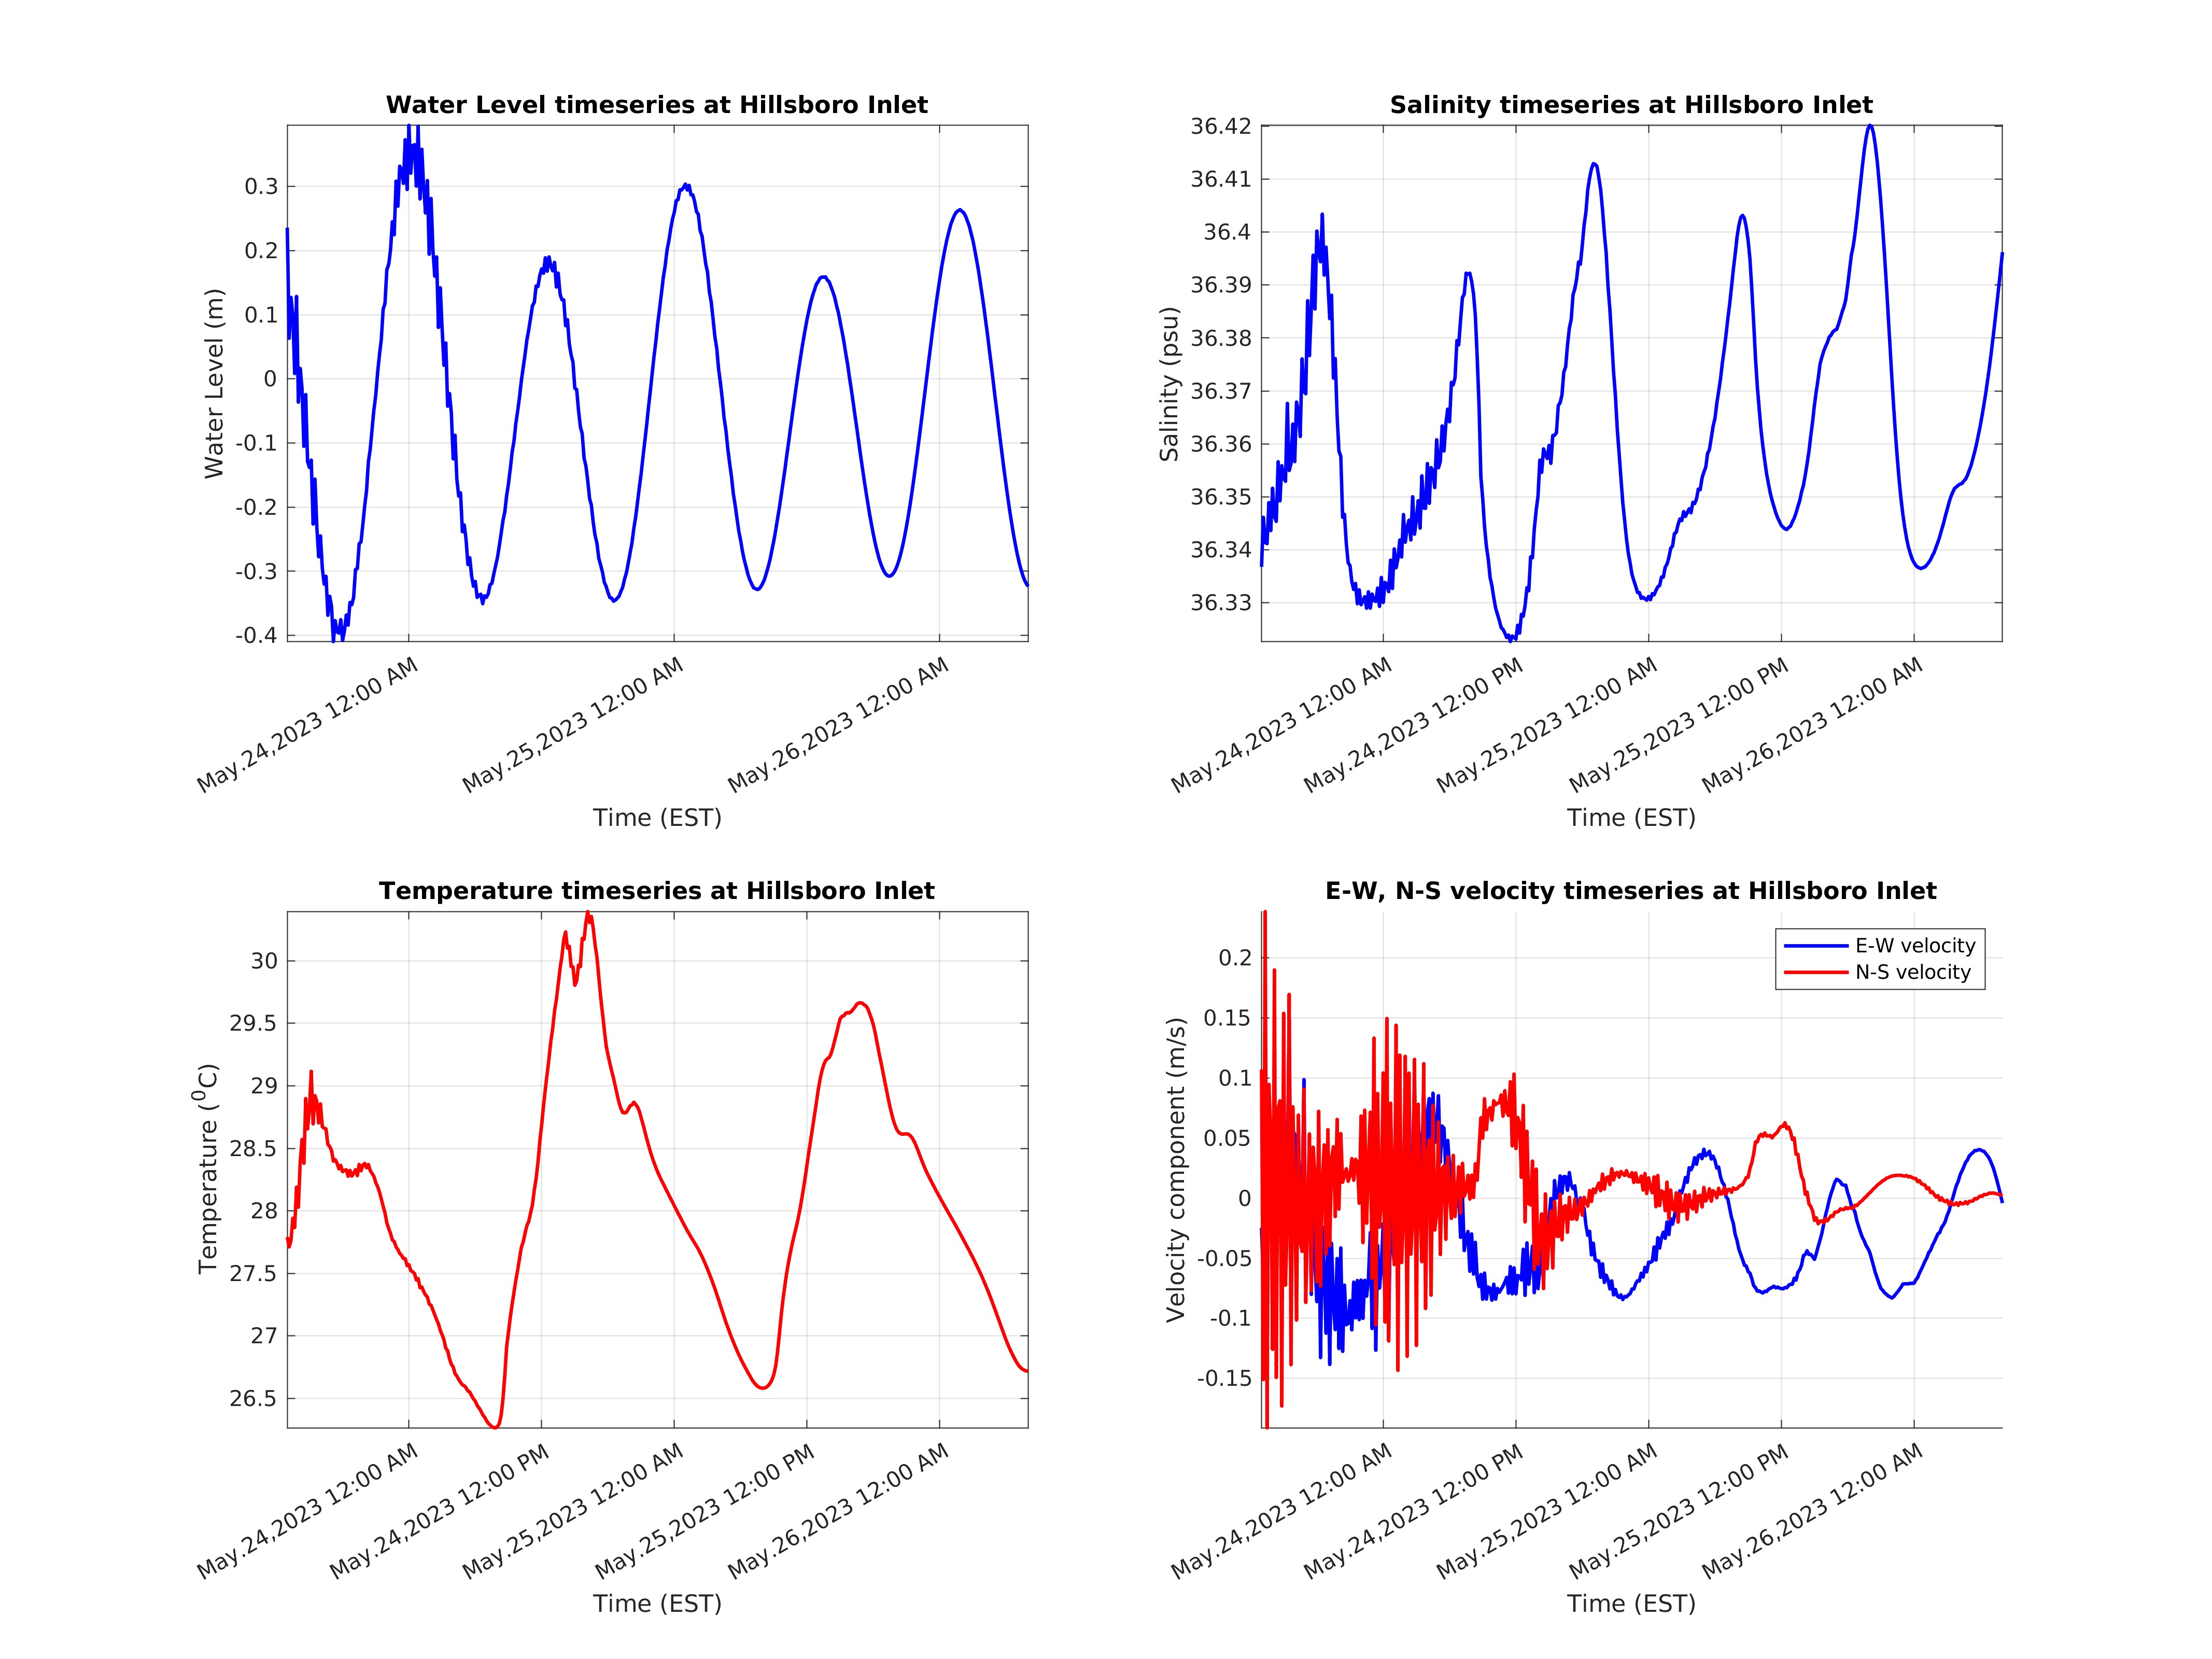 Water Level timeseries at Hillsboro Inlet
Water Level (m)
0.3
0.2
0.1
0
-0.1
-0.2
-0.3
-0.4
May.24,2023 12:00 AM
May.25,2023 12:00 AM
May.26,2023 12:00 AM
Time (EST)
Salinity timeseries at Hillsboro Inlet
Salinity (psu)
36.42
36.41
36.4
36.39
36.38
36.37
36.36
36.35
36.34
36.33
May.24,2023 12:00 AM
May.24,2023 12:00 PM
May.25,2023 12:00 AM
May.25,2023 12:00 PM
May.26,2023 12:00 AM
Time (EST)
Temperature timeseries at Hillsboro Inlet
Temperature (⁰C)
30
29.5
29
28.5
28
27.5
27
26.5
May.24,2023 12:00 AM
May.24,2023 12:00 PM
May.25,2023 12:00 AM
May.25,2023 12:00 PM
May.26,2023 12:00 AM
Time (EST)
E-W, N-S velocity timeseries at Hillsboro Inlet
Velocity component (m/s)
0.2
0.15
0.1
0.05
0
-0.05
-0.1
-0.15
E-W velocity
N-S velocity
May.24,2023 12:00 AM
May.24,2023 12:00 PM
May.25,2023 12:00 AM
May.25,2023 12:00 PM
May.26,2023 12:00 AM
Time (EST)